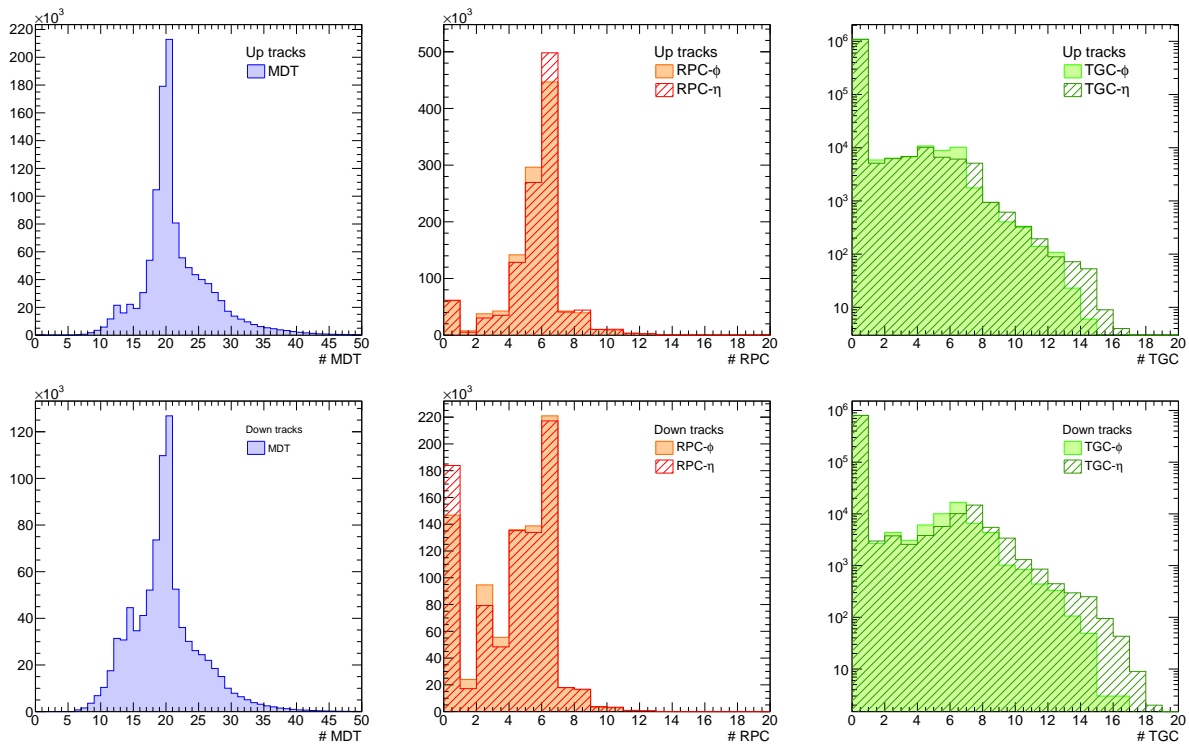 ×10³
Up tracks
MDT
220
200
180
160
140
120
100
80
60
40
20
0
0 5 10 15 20 25 30 35 40 45 50
# MDT
×10³
Up tracks
RPC-ϕ
RPC-η
500
400
300
200
100
0
0 2 4 6 8 10 12 14 16 18 20
# RPC
Up tracks
TGC-ϕ
TGC-η
10⁶
10⁵
10⁴
10³
10²
10
0 2 4 6 8 10 12 14 16 18 20
# TGC
×10³
Down tracks
MDT
120
100
80
60
40
20
0
0 5 10 15 20 25 30 35 40 45 50
# MDT
×10³
Down tracks
RPC-ϕ
RPC-η
220
200
180
160
140
120
100
80
60
40
20
0
0 2 4 6 8 10 12 14 16 18 20
# RPC
Down tracks
TGC-ϕ
TGC-η
10⁶
10⁵
10⁴
10³
10²
10
0 2 4 6 8 10 12 14 16 18 20
# TGC